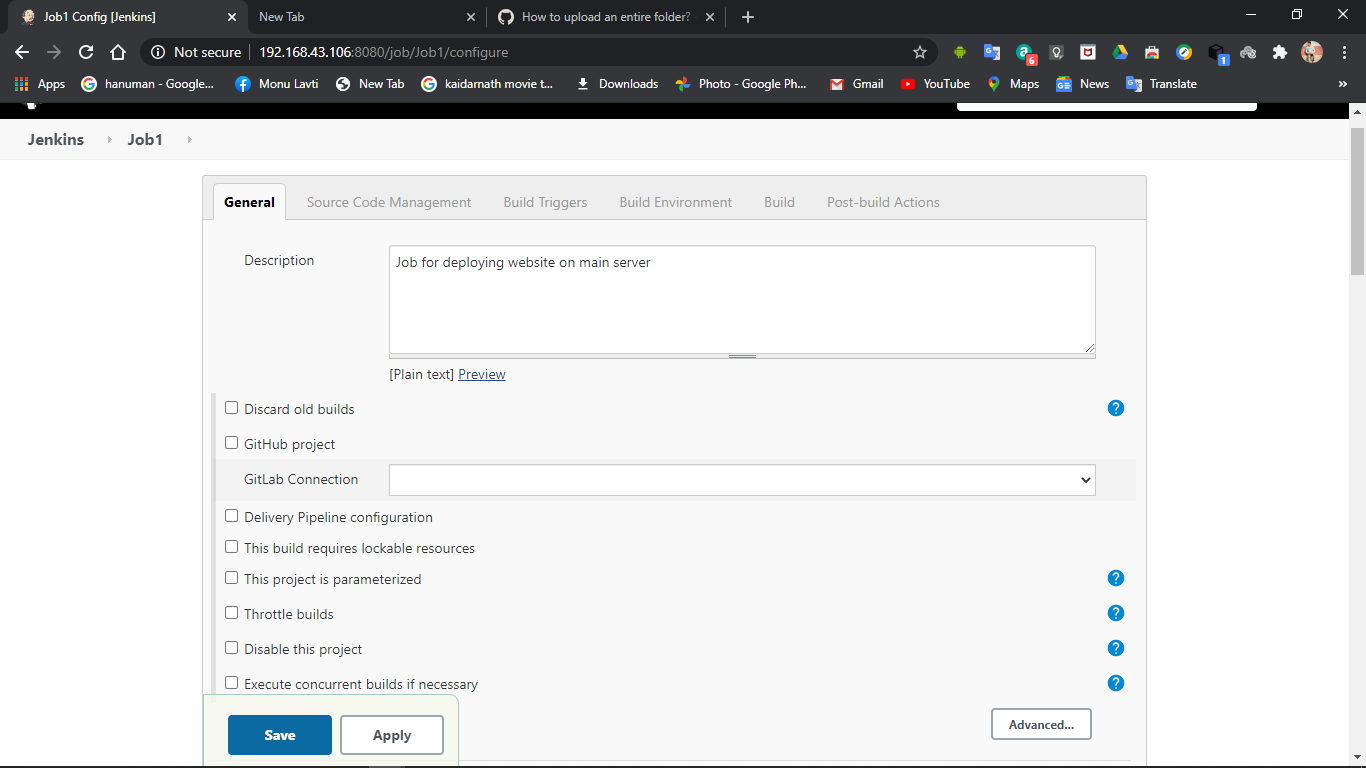 Job1 Config [Jenkins]
New Tab
How to upload an entire folder?
Not secure
192.168.43.106:8080/job/Job1/configure
6
1
Apps
hanuman - Google...
Monu Lavti
New Tab
kaidarnath movie t...
Downloads
Photo - Google Ph...
Gmail
YouTube
Maps
GE
News
Translate
»
Jenkins
Job1
General
Source Code Management
Build Triggers
Build Environment
Build
Post-build Actions
Description
Job for deploying website on main server
[Plain text] Preview
Discard old builds
?
GitHub project
GitLab Connection
Delivery Pipeline configuration
This build requires lockable resources
This project is parameterized
?
Throttle builds
?
Disable this project
?
Execute concurrent builds if necessary
?
Advanced...
Save
Apply